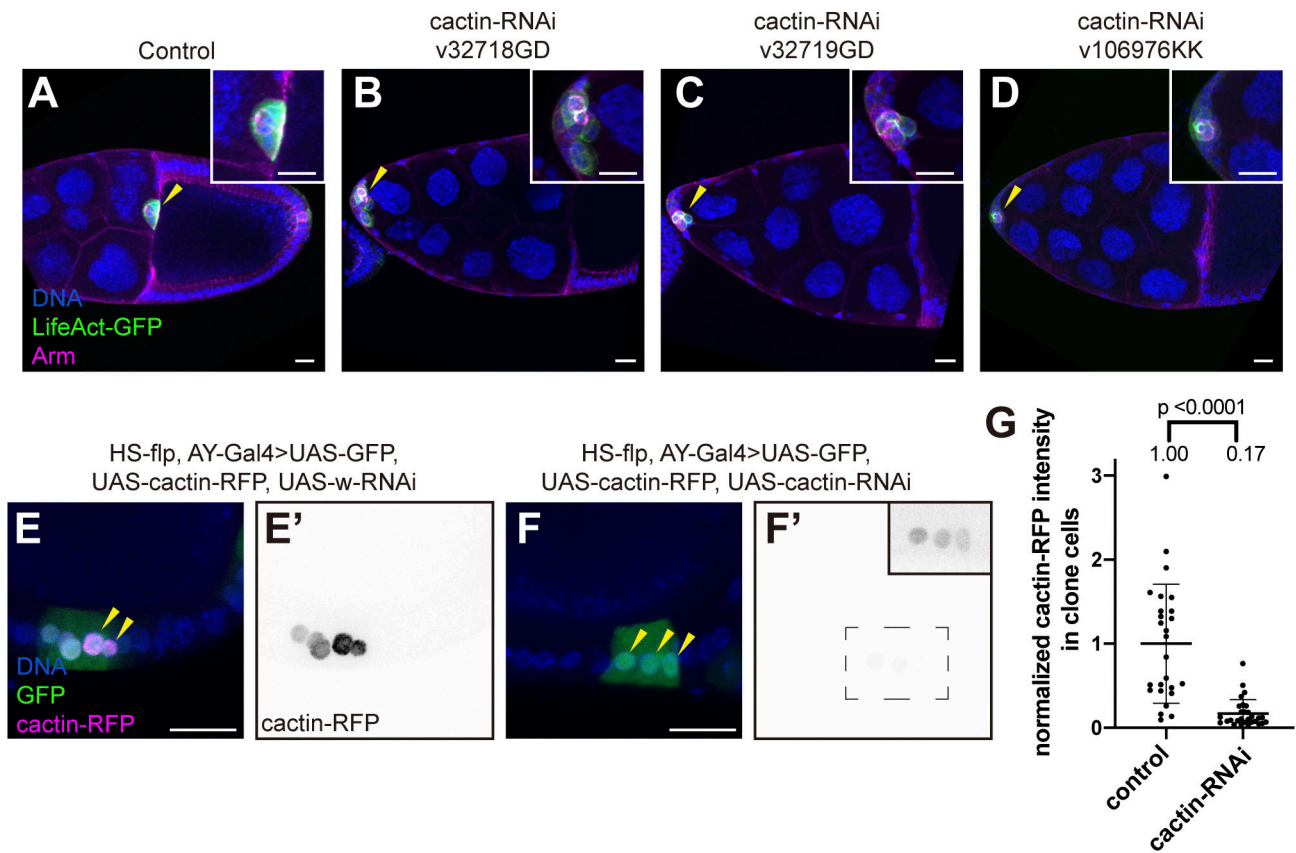 Control
cactin-RNAi
v32718GD
cactin-RNAi
v32719GD
cactin-RNAi
v106976KK
A
B
C
D
DNA
LifeAct-GFP
Arm
HS-flp, AY-Gal4>UAS-GFP,
UAS-cactin-RFP, UAS-w-RNAi
HS-flp, AY-Gal4>UAS-GFP,
UAS-cactin-RFP, UAS-cactin-RNAi
E
DNA
GFP
cactin-RFP
E’
cactin-RFP
F
F’
G
p <0.0001
1.00
0.17
normalized cactin-RFP intensity
in clone cells
3
2
1
0
control
cactin-RNAi